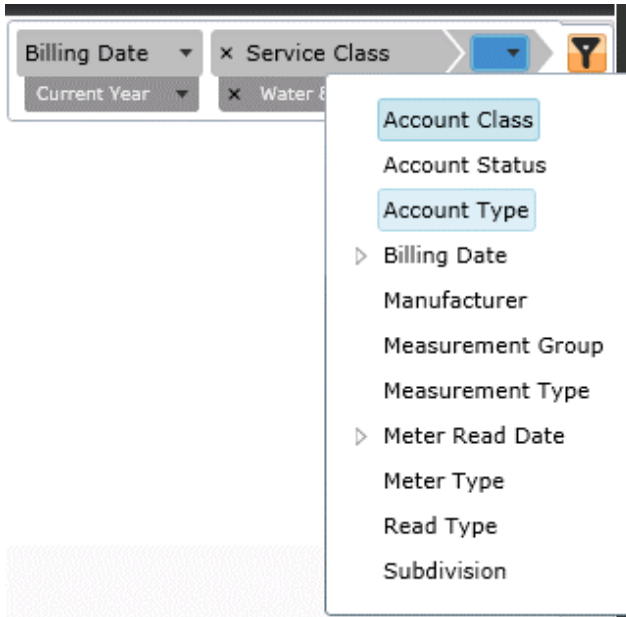 Billing Date × Service Class
Current Year × Water
Account Class
Account Status
Account Type
Billing Date
Manufacturer
Measurement Group
Measurement Type
Meter Read Date
Meter Type
Read Type
Subdivision